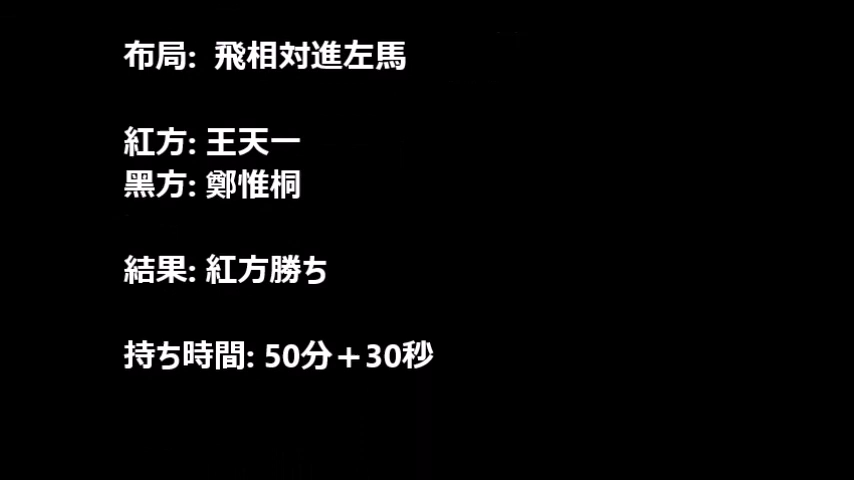 布局: 飛相対進左馬
紅方: 王天一
黑方: 鄭惟桐
結果: 紅方勝ち
持ち時間: 50分＋30秒